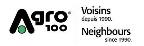 Agro
100
Voisins
depuis 1990.
Neighbours
since 1990.